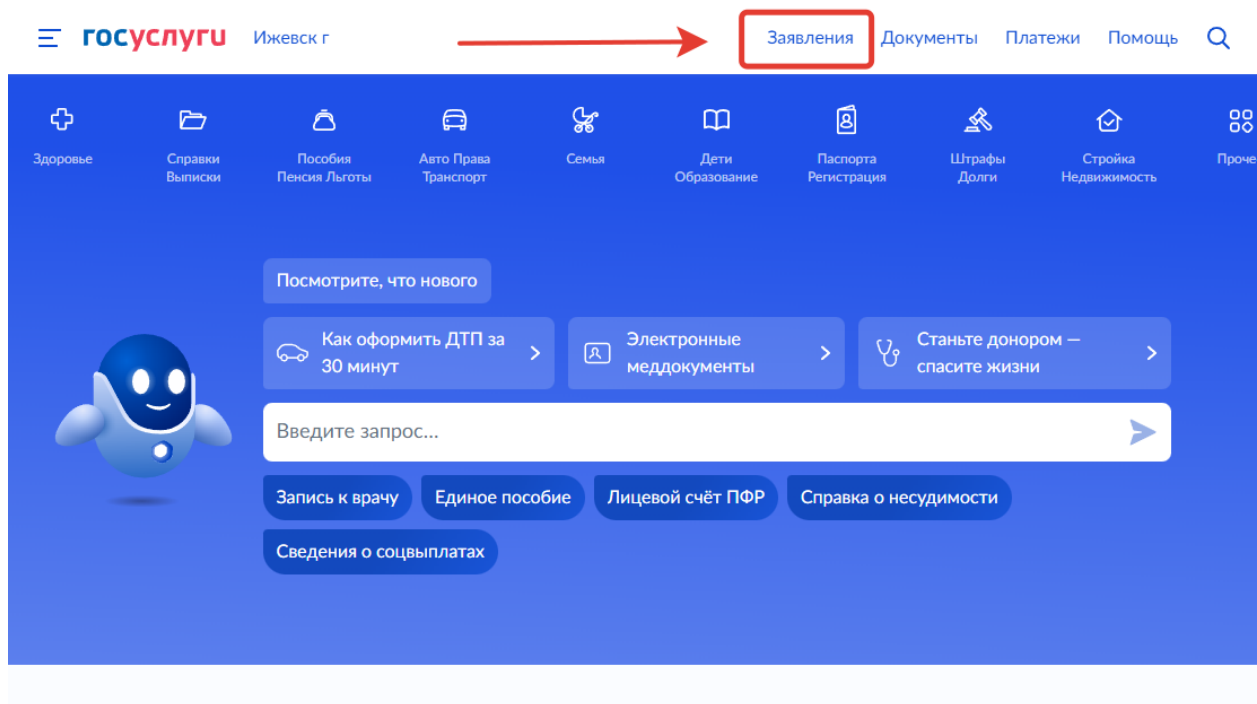 госуслуги Ижевск г Заявления Документы Платежи Помощь
Здоровье Справки Пособия Авто Права Семья Дети Паспорта Штрафы Стройка Проче
Выписки Пенсия Льготы Транспорт Образование Регистрация Долги Недвижимость
Посмотрите, что нового
Как оформить ДТП за Электронные Станьте донором —
30 минут меддокументы спасите жизни
Введите запрос...
Запись к врачу Единое пособие Лицевой счёт ПФР Справка о несудимости
Сведения о соцвыплатах